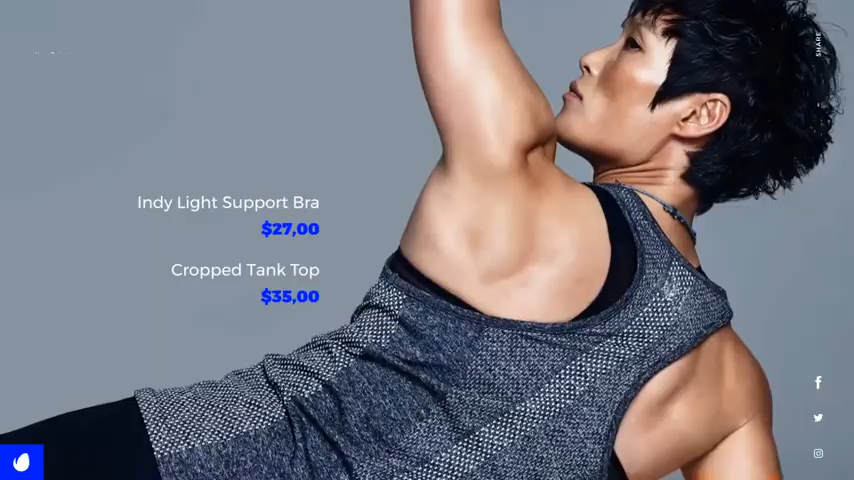 SHARE
Indy Light Support Bra
$27,00
Cropped Tank Top
$35,00